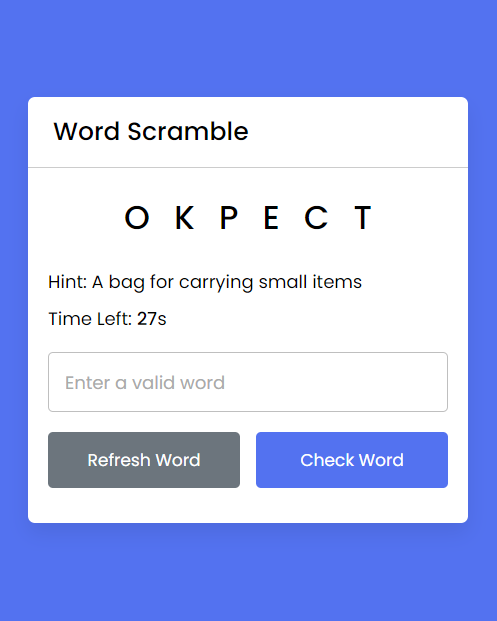 Word Scramble
O K P E C T
Hint: A bag for carrying small items
Time Left: 27s
Enter a valid word
Refresh Word Check Word